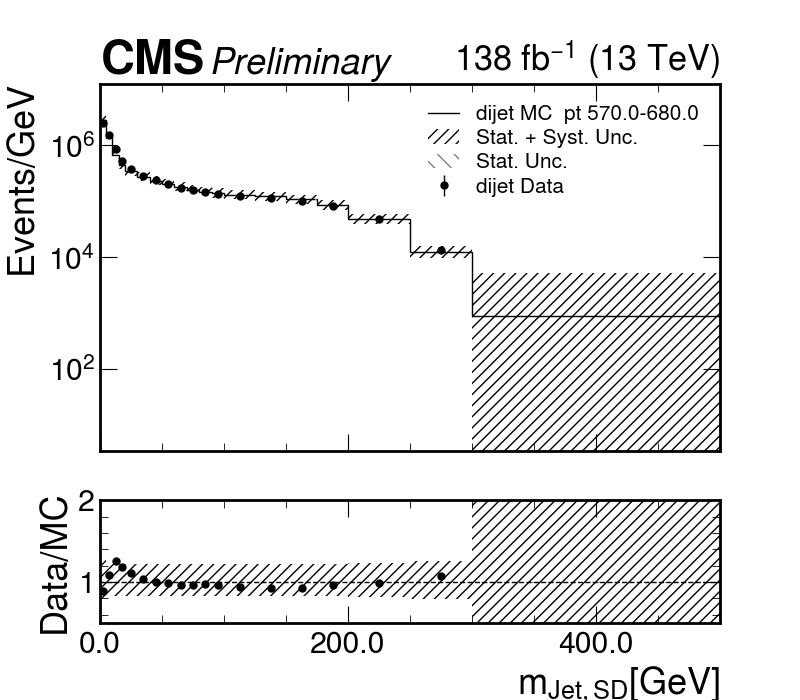 CMS Preliminary 138 fb⁻¹ (13 TeV)
Events/GeV
10⁶
10⁴
10²
dijet MC pt 570.0-680.0
Stat. + Syst. Unc.
Stat. Unc.
dijet Data
Data/MC
2
1
0.0 200.0 400.0
m_Jet, SD[GeV]